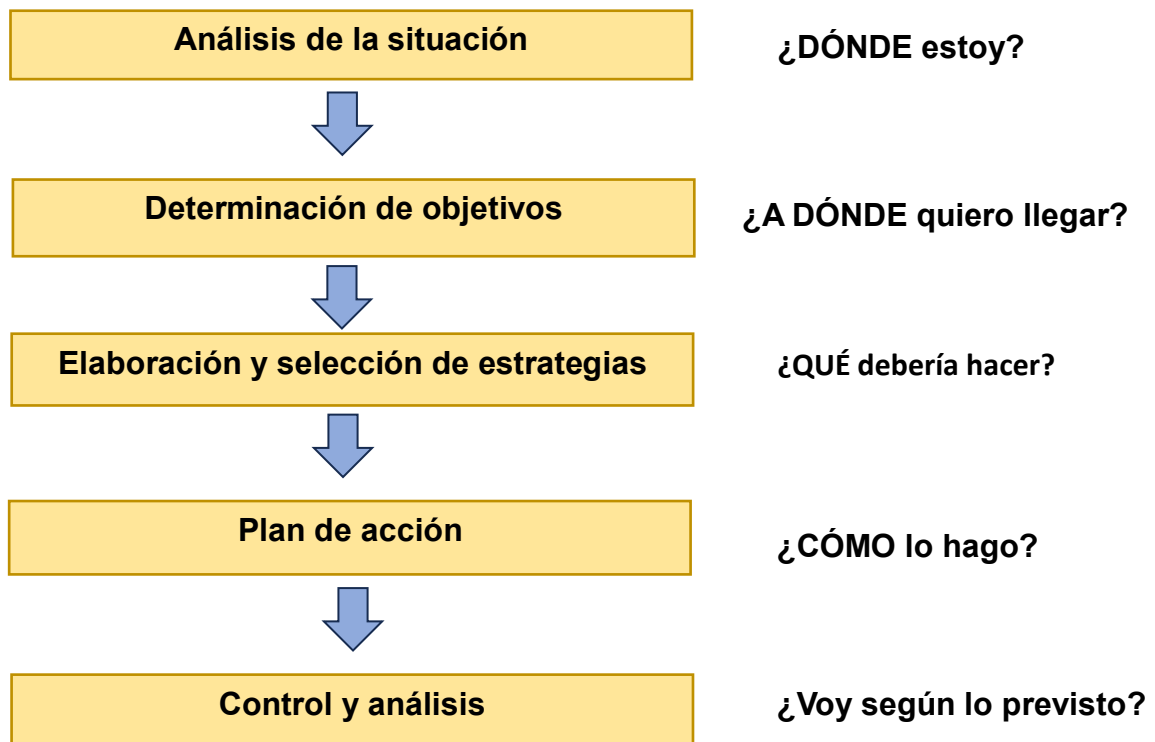 Análisis de la situación
¿DÓNDE estoy?
Determinación de objetivos
¿A DÓNDE quiero llegar?
Elaboración y selección de estrategias
¿QUÉ debería hacer?
Plan de acción
¿CÓMO lo hago?
Control y análisis
¿Voy según lo previsto?